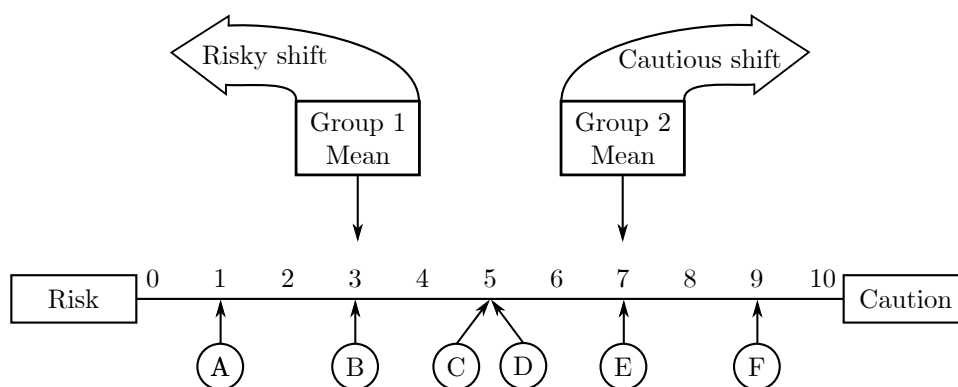 Risky shift
Cautious shift
Group 1
Mean
Group 2
Mean
0 1 2 3 4 5 6 7 8 9 10
Risk
Caution
A B C D E F